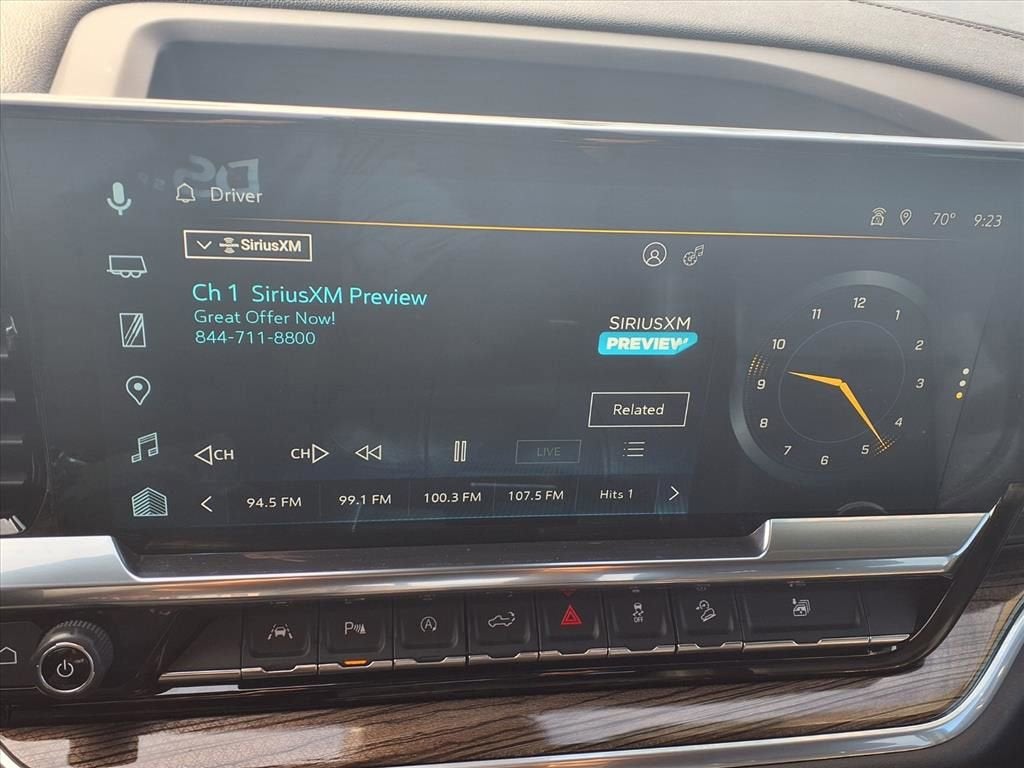 Driver
70° 9:23
SiriusXM
Ch 1 SiriusXM Preview
Great Offer Now!
844-711-8800
SIRIUSXM
PREVIEW
Related
12
1
2
3
4
5
6
7
8
9
10
11
CH
CH
LIVE
94.5 FM
99.1 FM
100.3 FM
107.5 FM
Hits 1
P
A
OFF